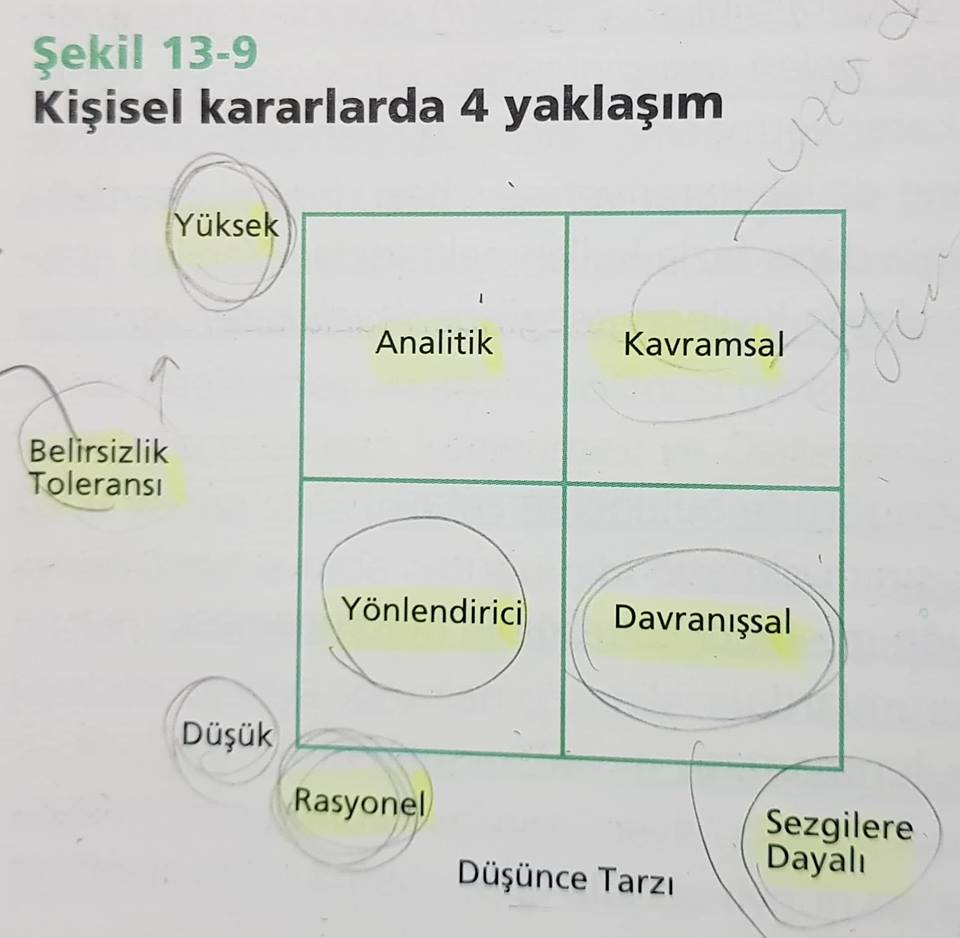 Şekil 13-9
Kişisel kararlarda 4 yaklaşım
Yüksek
Analitik
Kavramsal
Belirsizlik
Toleransı
Yönlendirici
Davranışsal
Düşük
Rasyonel
Sezgilere
Dayalı
Düşünce Tarzı